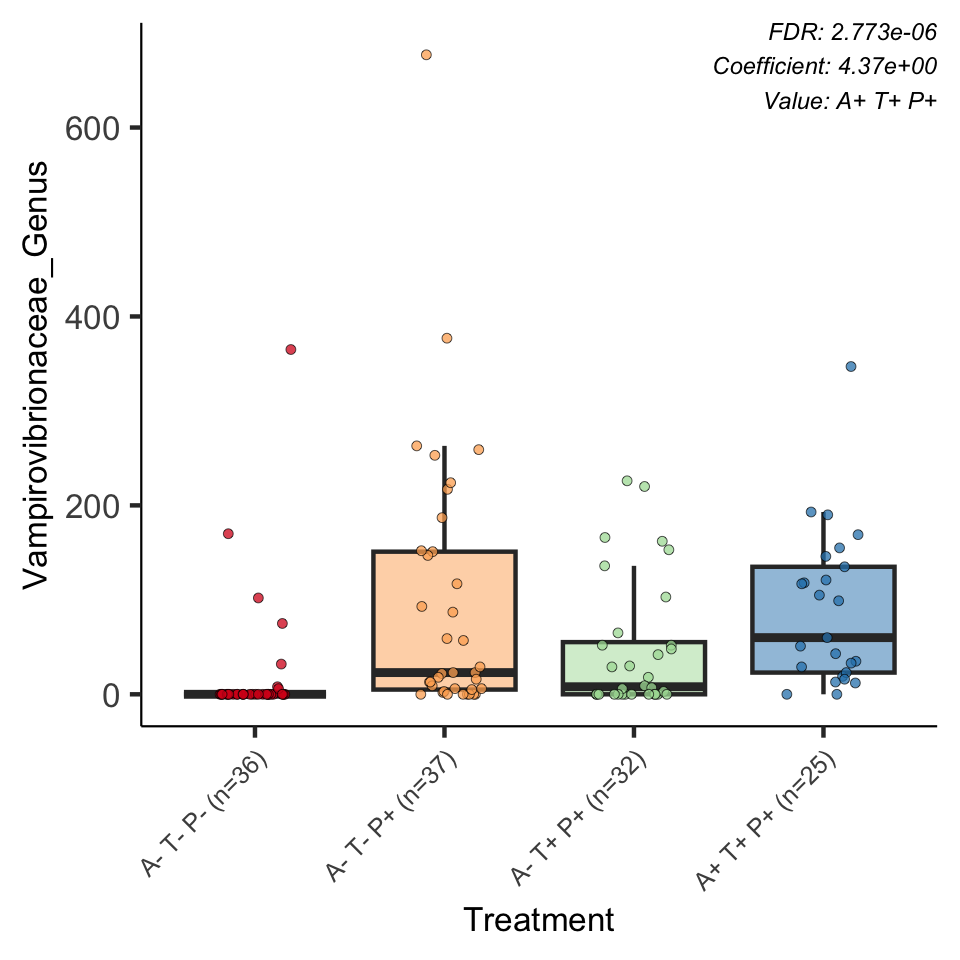 FDR: 2.773e-06
Coefficient: 4.37e+00
Value: A+ T+ P+
Vampirovibrionaceae_Genus
600
400
200
0
A- T- P- (n=36)
A- T- P+ (n=37)
A- T+ P+ (n=32)
A+ T+ P+ (n=25)
Treatment